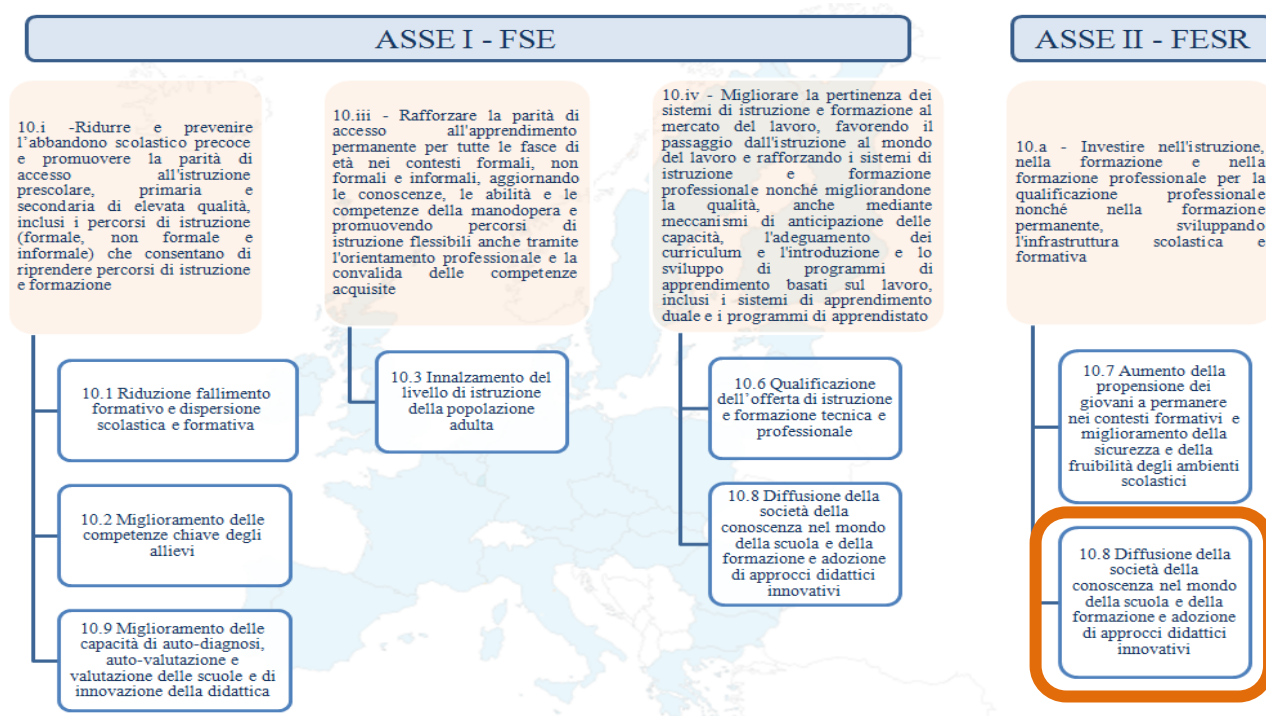 ASSE I - FSE
10.i -Ridurre e prevenire
l'abbandono scolastico precoce
e promuovere la parità di
accesso all'istruzione
prescolare, primaria e
secondaria di elevata qualità,
inclusi i percorsi di istruzione
(formale, non formale e
informale) che consentano di
riprendere percorsi di istruzione
e formazione
10.1 Riduzione fallimento
formativo e dispersione
scolastica e formativa
10.2 Miglioramento delle
competenze chiave degli
allievi
10.9 Miglioramento delle
capacità di auto-diagnosi,
auto-valutazione e
valutazione delle scuole e di
innovazione della didattica
10.iii - Rafforzare la parità di
accesso all'apprendimento
permanente per tutte le fasce di
età nei contesti formali, non
formali e informali, aggiornando
le conoscenze, le abilità e le
competenze della manodopera e
promuovendo percorsi di
istruzione flessibili anche tramite
l'orientamento professionale e la
convalida delle competenze
acquisite
10.3 Innalzamento del
livello di istruzione
della popolazione
adulta
10.iv - Migliorare la pertinenza dei
sistemi di istruzione e formazione al
mercato del lavoro, favorendo il
passaggio dall'istruzione al mondo
del lavoro e rafforzando i sistemi di
istruzione e formazione
professionale nonché migliorandone
la qualità, anche mediante
meccanismi di anticipazione delle
capacità, l'adeguamento dei
curriculum e l'introduzione e lo
sviluppo di programmi di
apprendimento basati sul lavoro,
inclusi i sistemi di apprendimento
duale e i programmi di apprendistato
10.6 Qualificazione
dell'offerta di istruzione
e formazione tecnica e
professionale
10.8 Diffusione della
società della
conoscenza nel mondo
della scuola e della
formazione e adozione
di approcci didattici
innovativi
ASSE II - FESR
10.a - Investire nell'istruzione,
nella formazione e nella
formazione professionale per la
qualificazione professionale
nonché nella formazione
permanente, sviluppando
l'infrastruttura scolastica e
formativa
10.7 Aumento della
propensione dei
giovani a permanere
nei contesti formativi e
miglioramento della
sicurezza e della
fruibilità degli ambienti
scolastici
10.8 Diffusione della
società della
conoscenza nel mondo
della scuola e della
formazione e adozione
di approcci didattici
innovativi